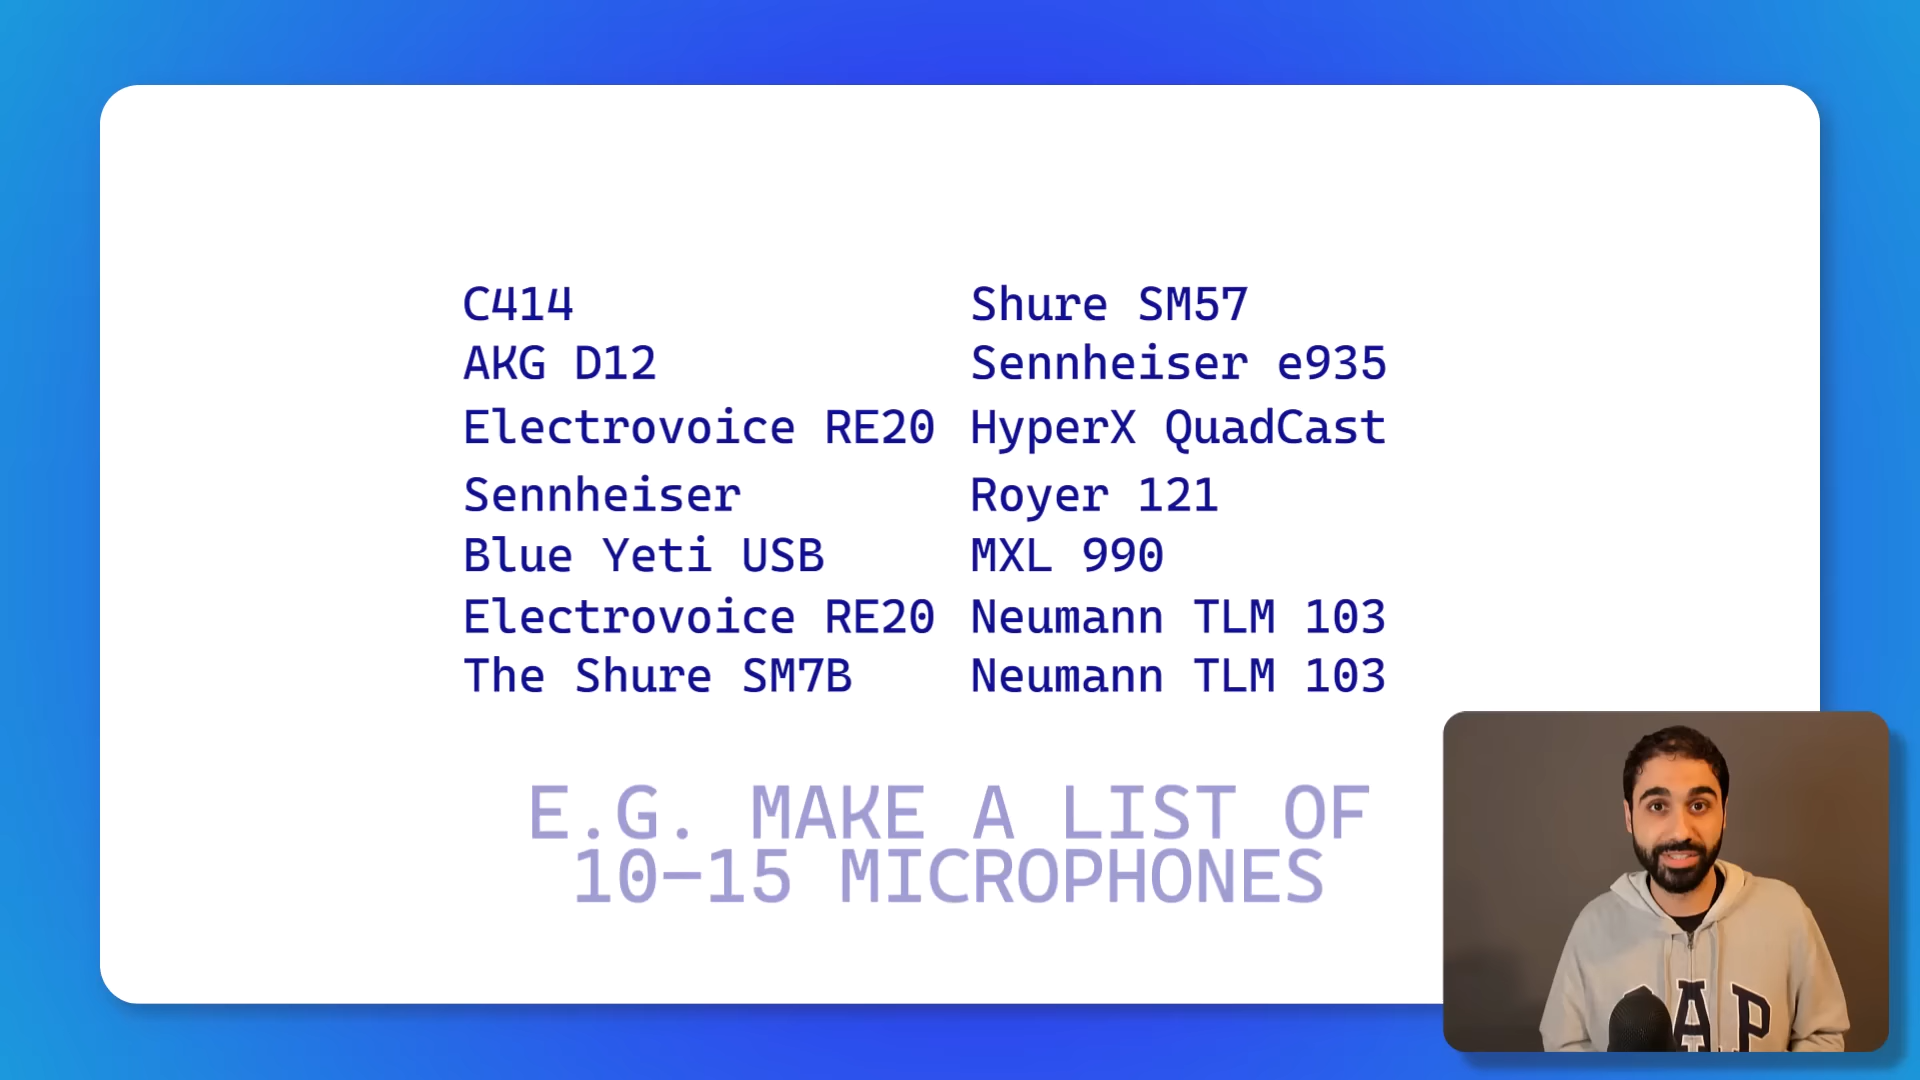 C414
AKG D12
Electrovoice RE20
Sennheiser
Blue Yeti USB
Electrovoice RE20
The Shure SM7B
Shure SM57
Sennheiser e935
HyperX QuadCast
Royer 121
MXL 990
Neumann TLM 103
Neumann TLM 103
E.G. MAKE A LIST OF
10–15 MICROPHONES